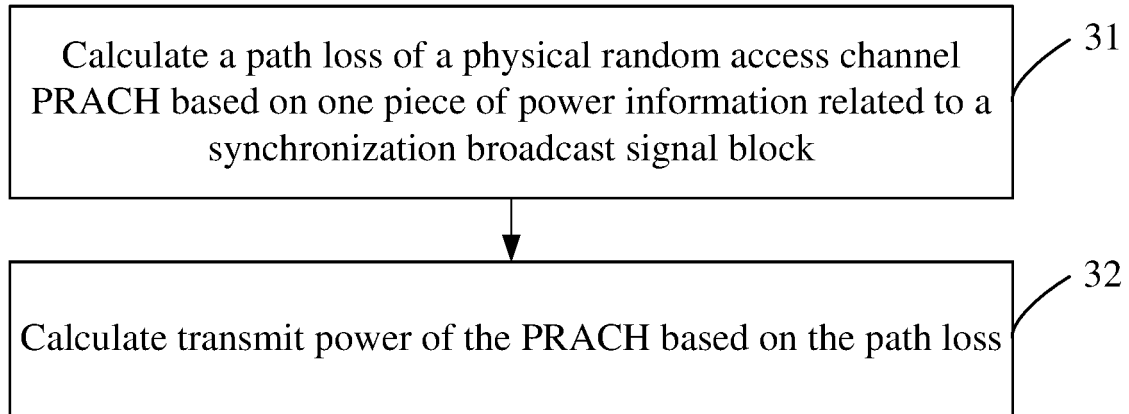 Calculate a path loss of a physical random access channel
PRACH based on one piece of power information related to a
synchronization broadcast signal block
31
Calculate transmit power of the PRACH based on the path loss
32